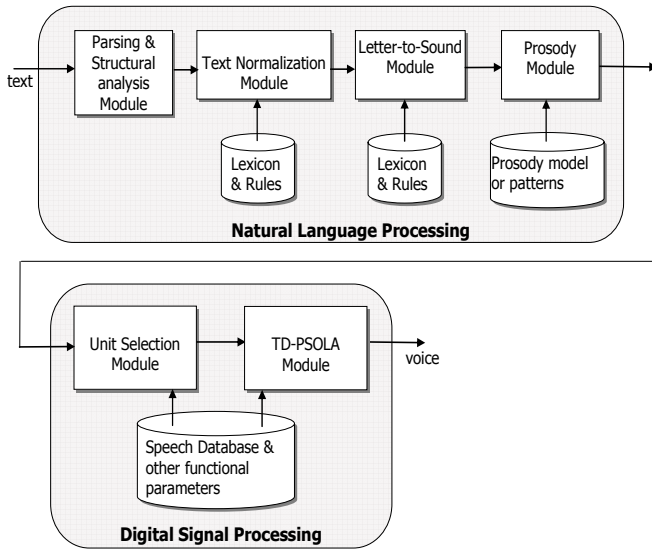 text
Parsing &
Structural
analysis
Module
Text Normalization
Module
Letter-to-Sound
Module
Prosody
Module
Lexicon
& Rules
Lexicon
& Rules
Prosody model
or patterns
Natural Language Processing
Unit Selection
Module
TD-PSOLA
Module
voice
Speech Database &
other functional
parameters
Digital Signal Processing